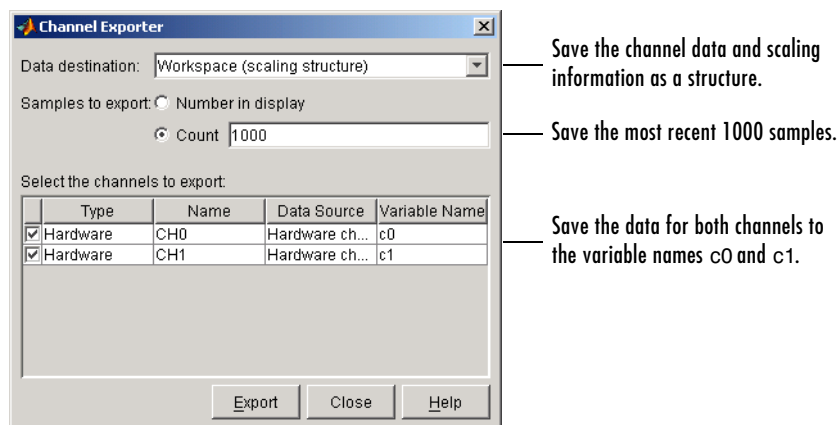 Channel Exporter
Data destination: Workspace (scaling structure)
Save the channel data and scaling
information as a structure.
Samples to export: Number in display
Count 1000
Save the most recent 1000 samples.
Select the channels to export:
Type Name Data Source Variable Name
Hardware CH0 Hardware ch... c0
Hardware CH1 Hardware ch... c1
Save the data for both channels to
the variable names c0 and c1.
Export Close Help